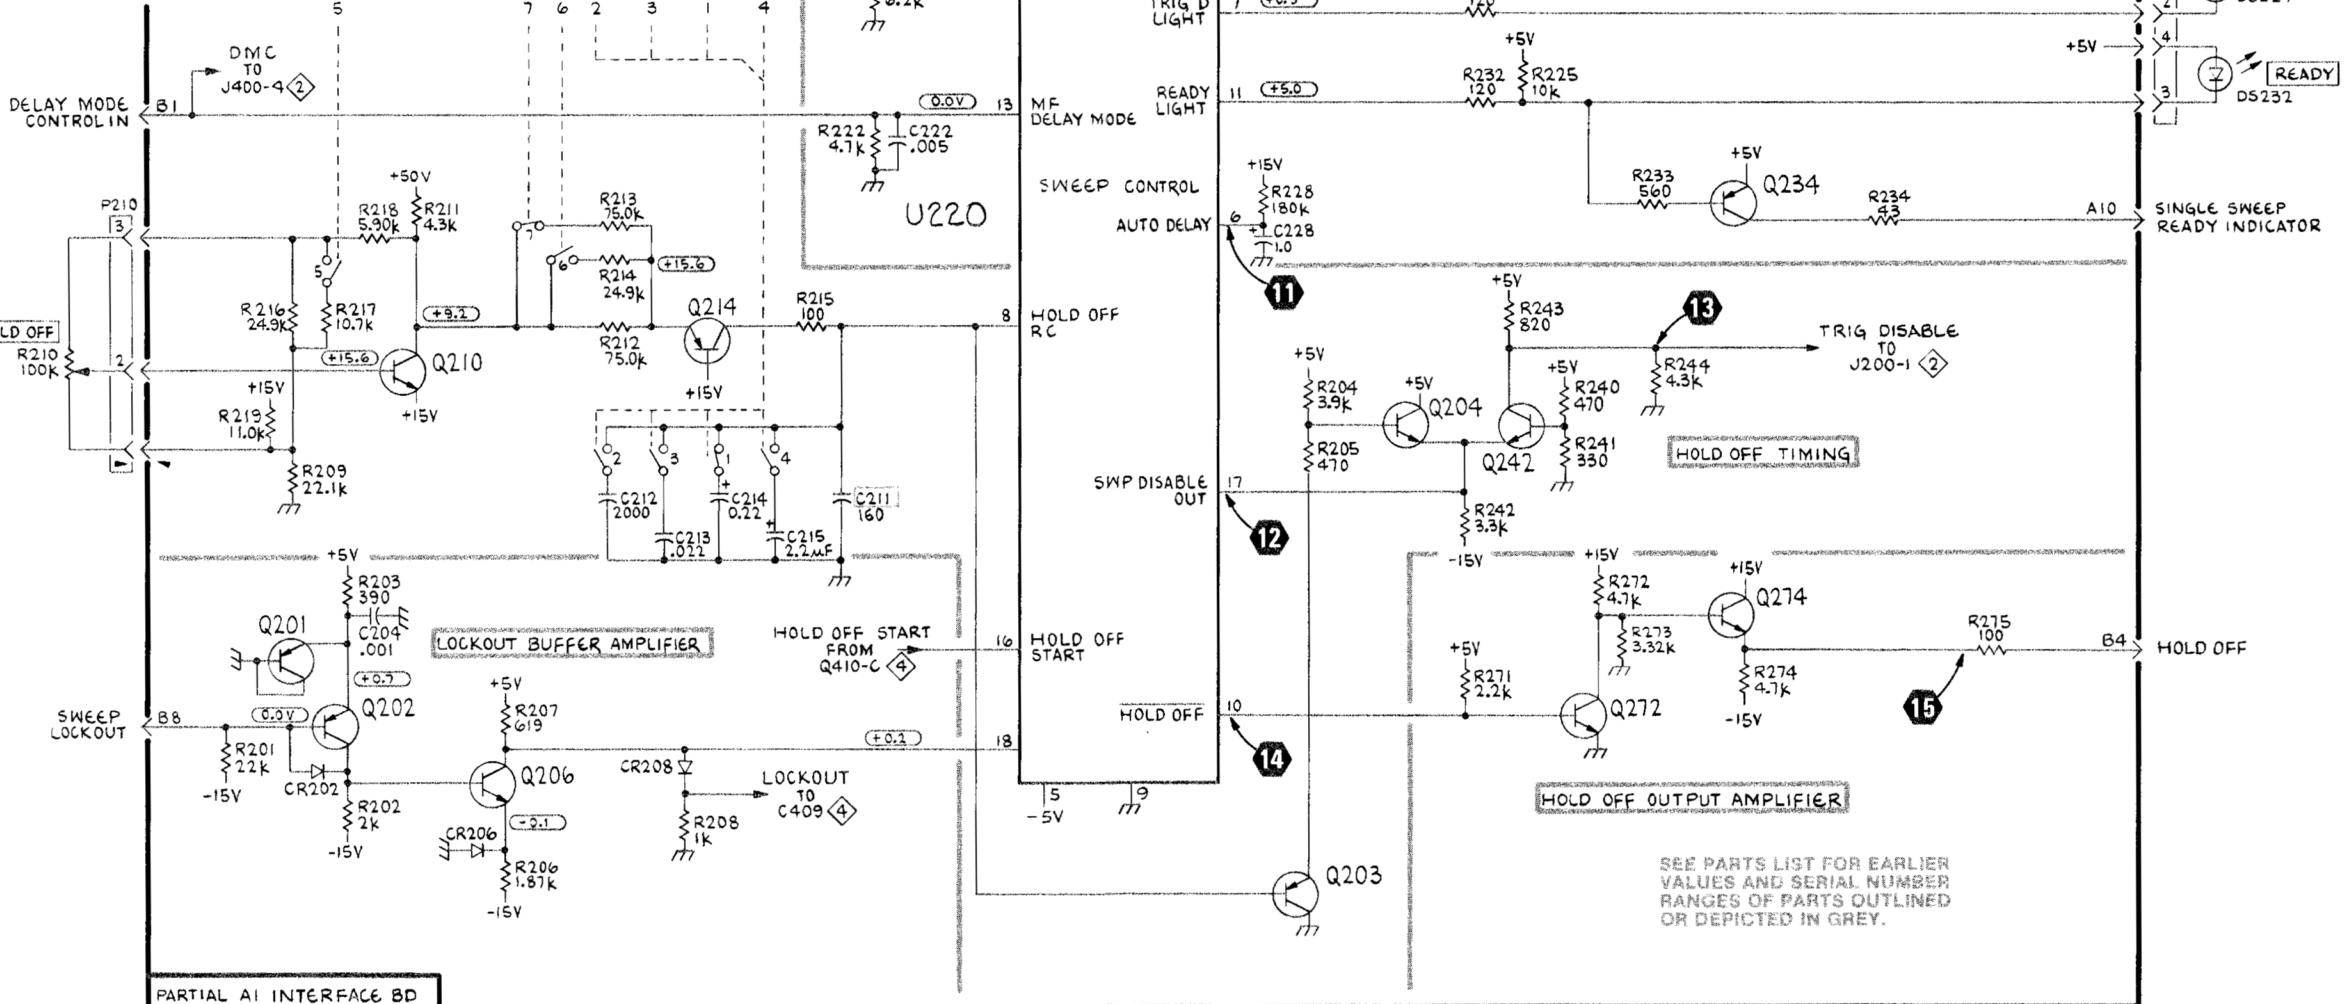 5
7
6
2
3
1
4
6.2K
TRIG'D
LIGHT
7
120
2
+5V
4
DMC
TO
J400-4 2
DELAY MODE
CONTROL IN
B1
0.0V
13
MF
DELAY MODE
READY
LIGHT
11
+5.0
R232
120
+5V
R225
10K
3
READY
DS232
R222
4.7K
C222
.005
SWEEP CONTROL
U220
AUTO DELAY
6
+15V
R228
180K
+
C228
1.0
11
R233
560
+5V
Q234
R234
43
A10
SINGLE SWEEP
READY INDICATOR
P210
3
+50V
R218
5.90K
R211
4.3K
5
R216
24.9K
R217
10.7K
+9.2
LD OFF
R210
100K
2
+15.6
Q210
+15V
+15V
R219
11.0K
R209
22.1K
7
R213
75.0K
6
R214
24.9K
+15.6
R212
75.0K
Q214
+15V
R215
100
8
HOLD OFF
RC
2
3
1
4
C212
2000
C213
.022
+
C214
0.22
+
C215
2.2µF
C211
160
+5V
R243
820
13
TRIG DISABLE
TO
J200-1 2
R244
4.3K
+5V
R204
3.9K
R205
470
+5V
Q204
Q242
+5V
R240
470
R241
330
HOLD OFF TIMING
SWP DISABLE
OUT
17
12
R242
3.3K
-15V
+5V
R203
390
C204
.001
Q201
+0.7
LOCKOUT BUFFER AMPLIFIER
HOLD OFF START
FROM
Q410-C 4
16
HOLD OFF
START
SWEEP
LOCKOUT
B8
0.0V
Q202
R201
22K
-15V
CR202
R202
2K
-15V
+5V
R207
619
Q206
-0.1
CR206
R206
1.87K
-15V
CR208
LOCKOUT
TO
C409 4
R208
1K
+0.2
18
5
-5V
9
HOLD OFF
10
14
+5V
R271
2.2K
Q272
+15V
R272
4.7K
R273
3.32K
+15V
Q274
R274
4.7K
-15V
15
R275
100
B4
HOLD OFF
HOLD OFF OUTPUT AMPLIFIER
Q203
SEE PARTS LIST FOR EARLIER
VALUES AND SERIAL NUMBER
RANGES OF PARTS OUTLINED
OR DEPICTED IN GREY.
PARTIAL A1 INTERFACE BD